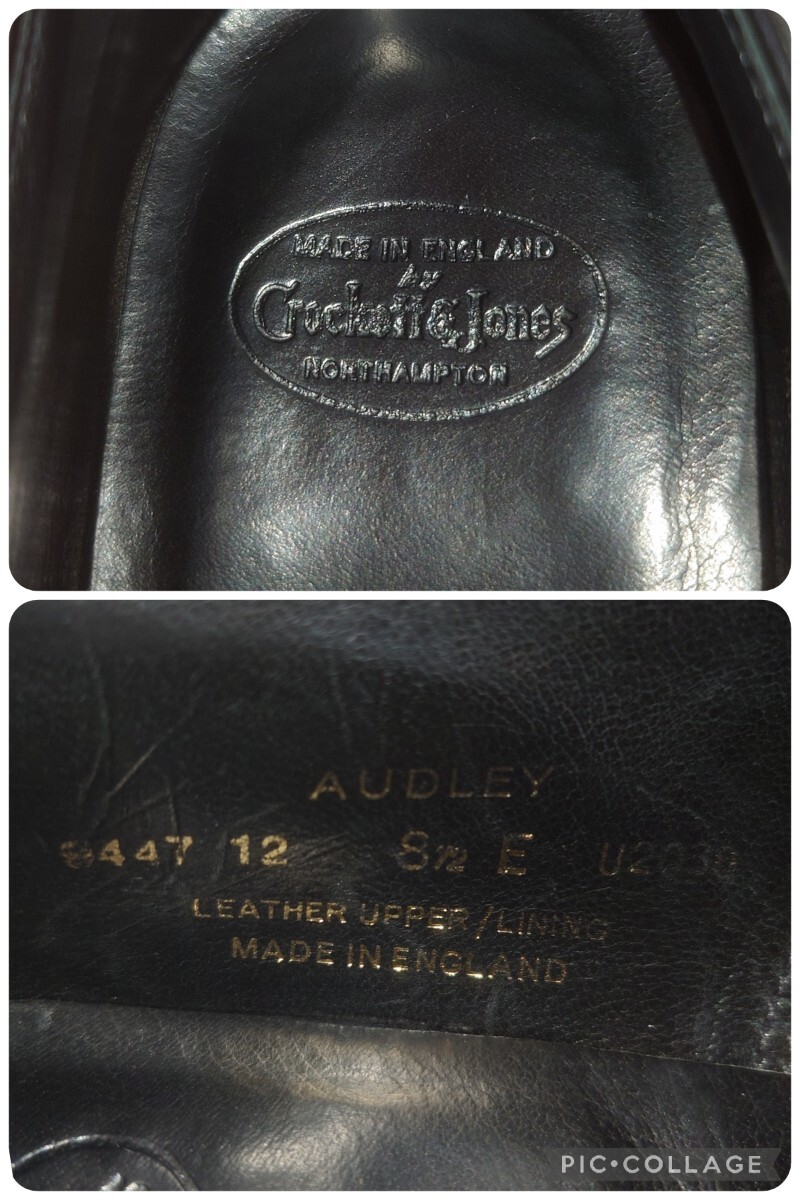 MADE IN ENGLAND
by
Crockett & Jones
NORTHAMPTON
AUDLEY
9447 12 8½ E
LEATHER UPPER/LINING
MADE IN ENGLAND
PIC•COLLAGE